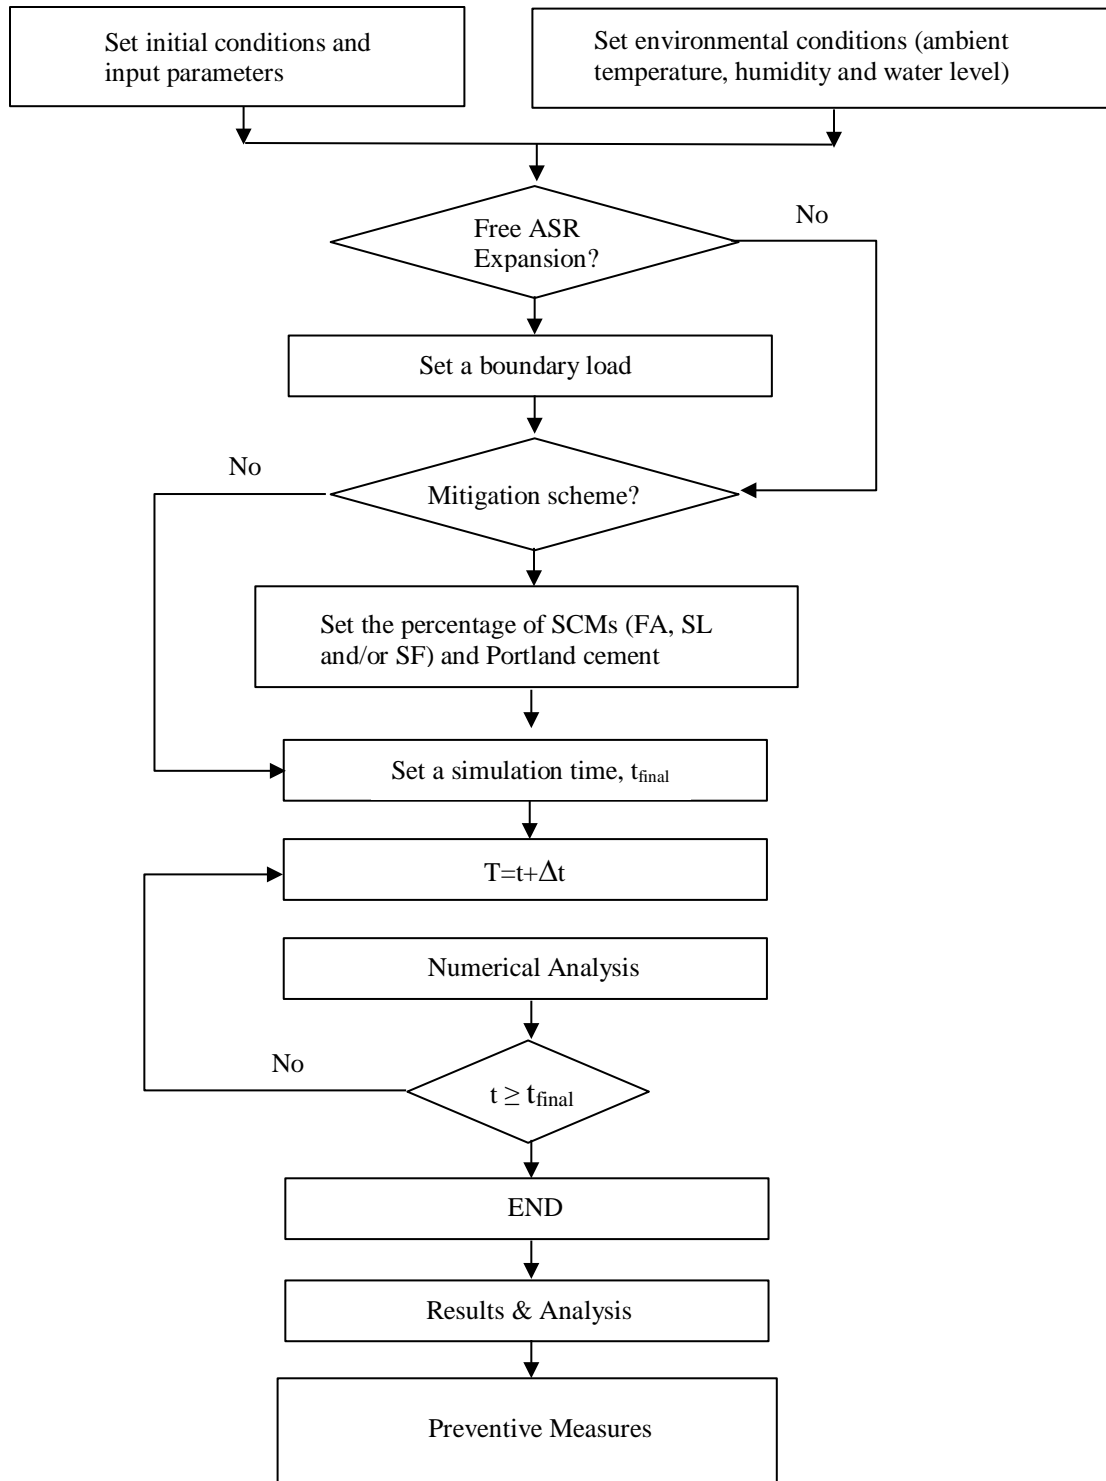 Set initial conditions and
input parameters
Set environmental conditions (ambient
temperature, humidity and water level)
Free ASR
Expansion?
No
Set a boundary load
No
Mitigation scheme?
Set the percentage of SCMs (FA, SL
and/or SF) and Portland cement
Set a simulation time, t_final
T=t+Δt
Numerical Analysis
No
t ≥ t_final
END
Results & Analysis
Preventive Measures